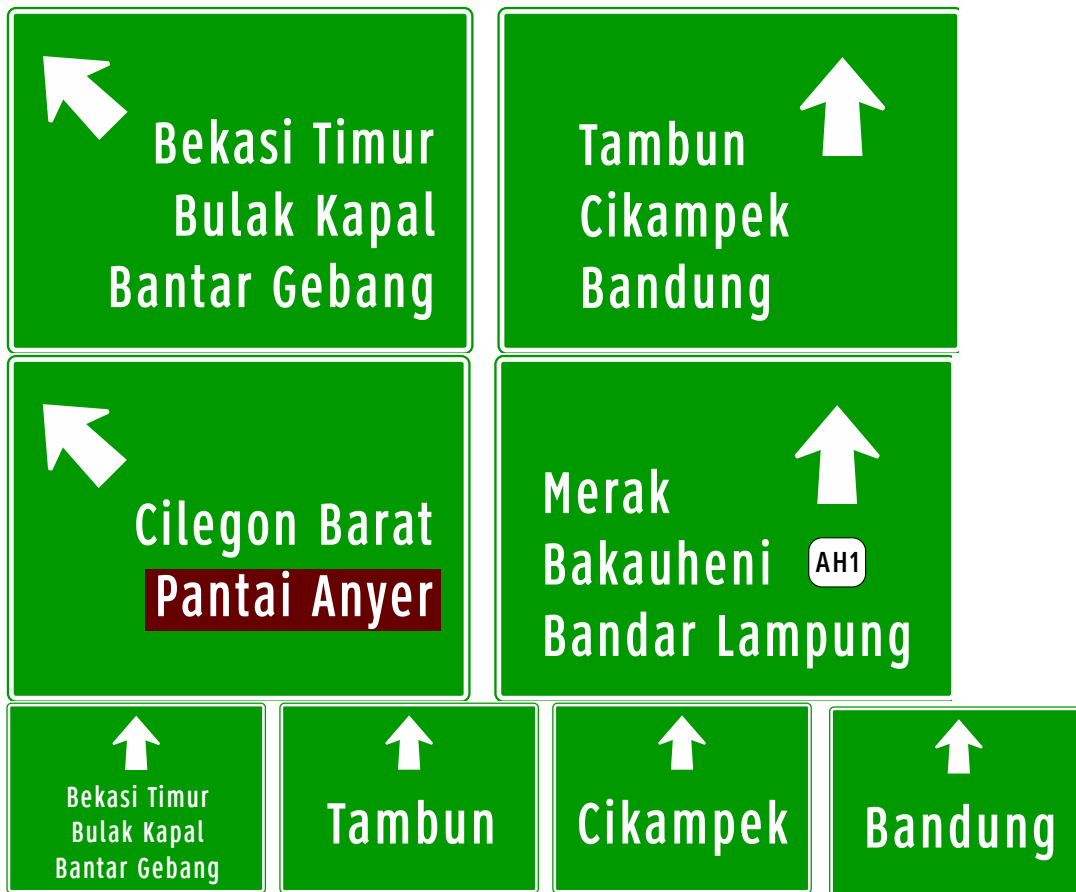 Bekasi Timur
Bulak Kapal
Bantar Gebang
Tambun
Cikampek
Bandung
Cilegon Barat
Pantai Anyer
Merak
Bakauheni AH1
Bandar Lampung
Bekasi Timur
Bulak Kapal
Bantar Gebang
Tambun
Cikampek
Bandung